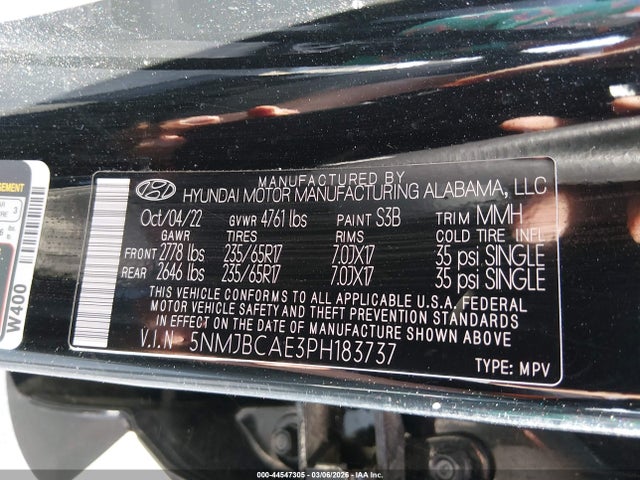 MANUFACTURED BY
HYUNDAI MOTOR MANUFACTURING ALABAMA, LLC
Oct/04/22 GVWR 4761 lbs PAINT S3B TRIM MMH
GAWR TIRES RIMS COLD TIRE INFL.
FRONT 2778 lbs 235/65R17 7.0JX17 35 psi SINGLE
REAR 2646 lbs 235/65R17 7.0JX17 35 psi SINGLE
THIS VEHICLE CONFORMS TO ALL APPLICABLE U.S.A. FEDERAL
MOTOR VEHICLE SAFETY AND THEFT PREVENTION STANDARDS
IN EFFECT ON THE DATE OF MANUFACTURE SHOWN ABOVE
V.I.N 5NMJBCAE3PH183737
TYPE: MPV
W400
000-44547305 - 03/06/2026 - IAA Inc.